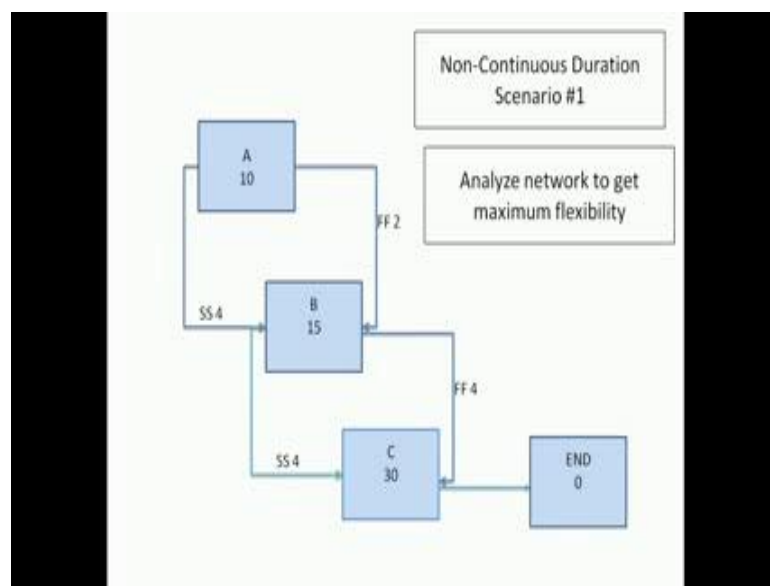 Non-Continuous Duration
Scenario #1
Analyze network to get
maximum flexibility
A
10
FF 2
SS 4
B
15
FF 4
SS 4
C
30
END
0